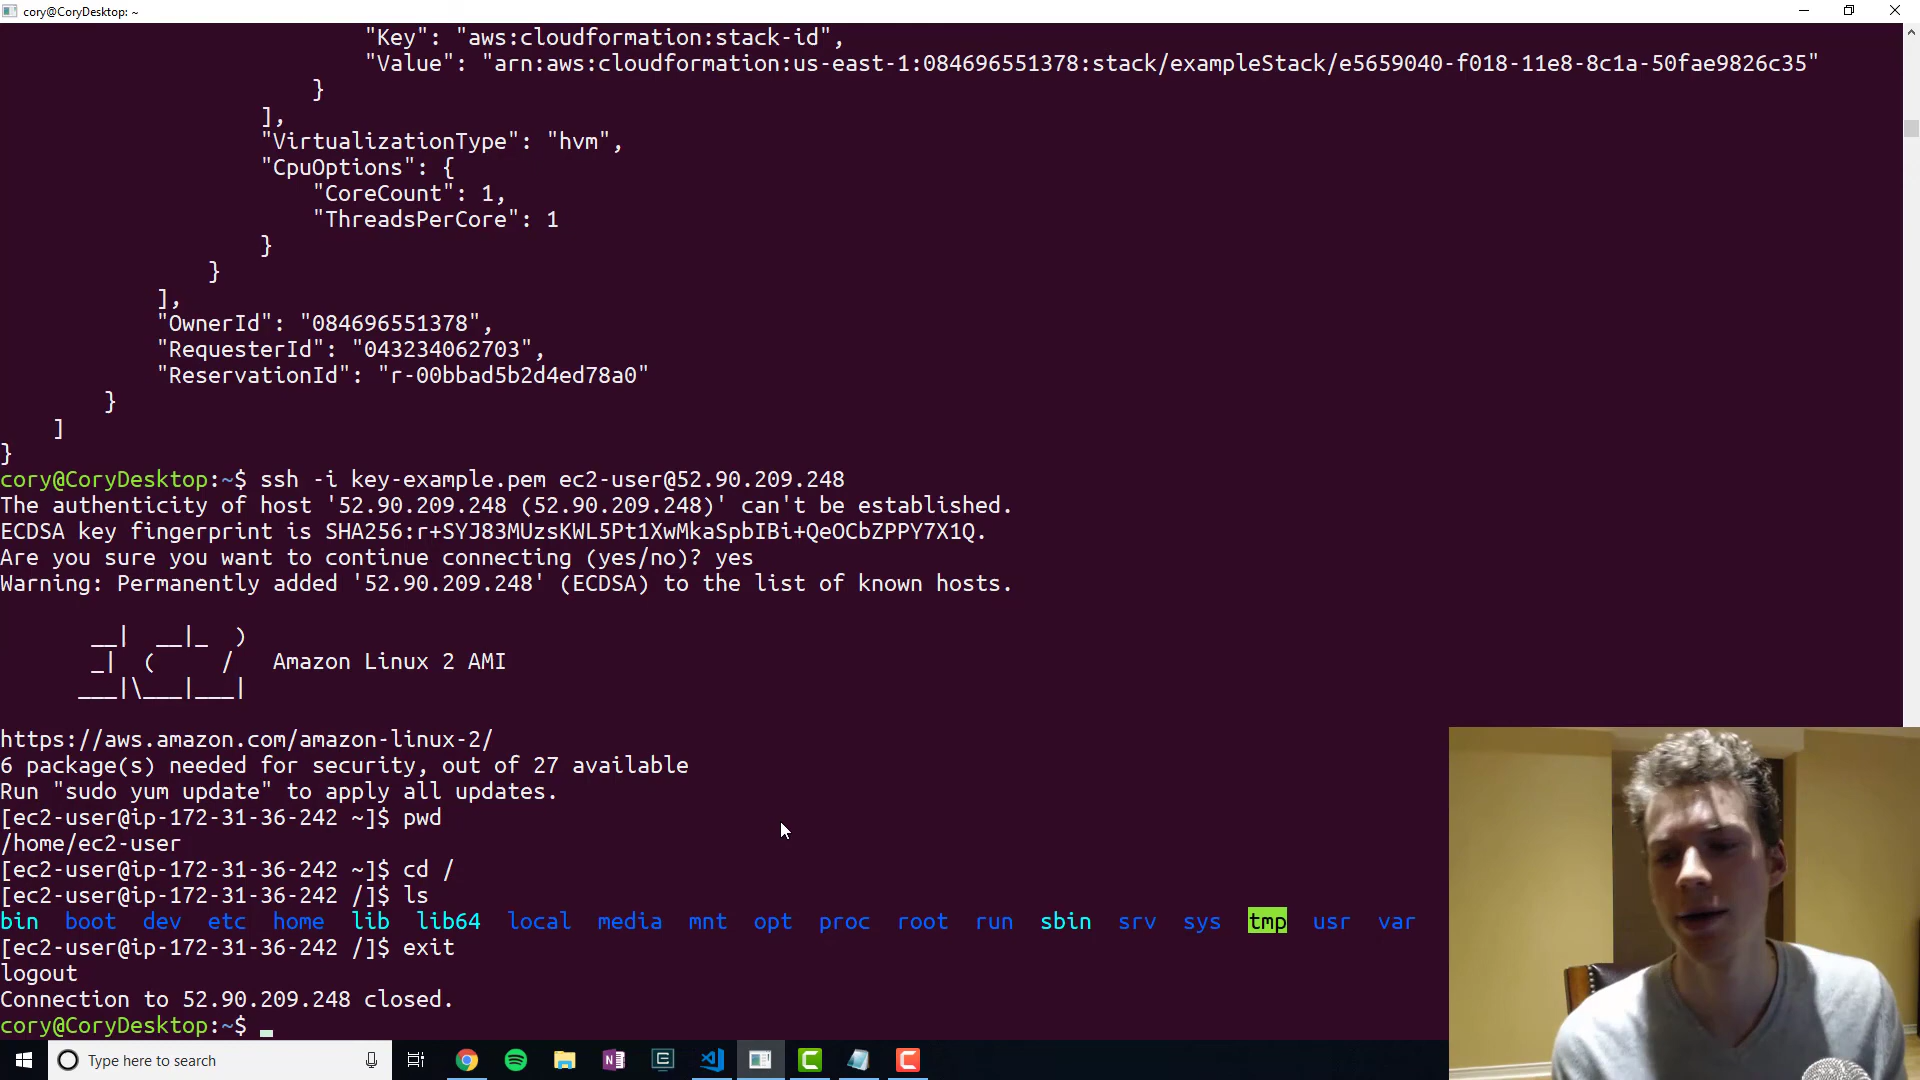 cory@CoryDesktop: ~
"Key": "aws:cloudformation:stack-id",
"Value": "arn:aws:cloudformation:us-east-1:084696551378:stack/exampleStack/e5659040-f018-11e8-8c1a-50fae9826c35"
}
],
"VirtualizationType": "hvm",
"CpuOptions": {
"CoreCount": 1,
"ThreadsPerCore": 1
}
}
],
"OwnerId": "084696551378",
"RequesterId": "043234062703",
"ReservationId": "r-00bbad5b2d4ed78a0"
}
]
}
cory@CoryDesktop:~$ ssh -i key-example.pem ec2-user@52.90.209.248
The authenticity of host '52.90.209.248 (52.90.209.248)' can't be established.
ECDSA key fingerprint is SHA256:r+SYJ83MUzsKWL5Pt1XwMkaSpbIBi+QeOCbZPPY7X1Q.
Are you sure you want to continue connecting (yes/no)? yes
Warning: Permanently added '52.90.209.248' (ECDSA) to the list of known hosts.
__|  __|_  )
_|  (     /   Amazon Linux 2 AMI
___|\___|___|
https://aws.amazon.com/amazon-linux-2/
6 package(s) needed for security, out of 27 available
Run "sudo yum update" to apply all updates.
[ec2-user@ip-172-31-36-242 ~]$ pwd
/home/ec2-user
[ec2-user@ip-172-31-36-242 ~]$ cd /
[ec2-user@ip-172-31-36-242 /]$ ls
bin boot dev etc home lib lib64 local media mnt opt proc root run sbin srv sys tmp usr var
[ec2-user@ip-172-31-36-242 /]$ exit
logout
Connection to 52.90.209.248 closed.
cory@CoryDesktop:~$
Type here to search